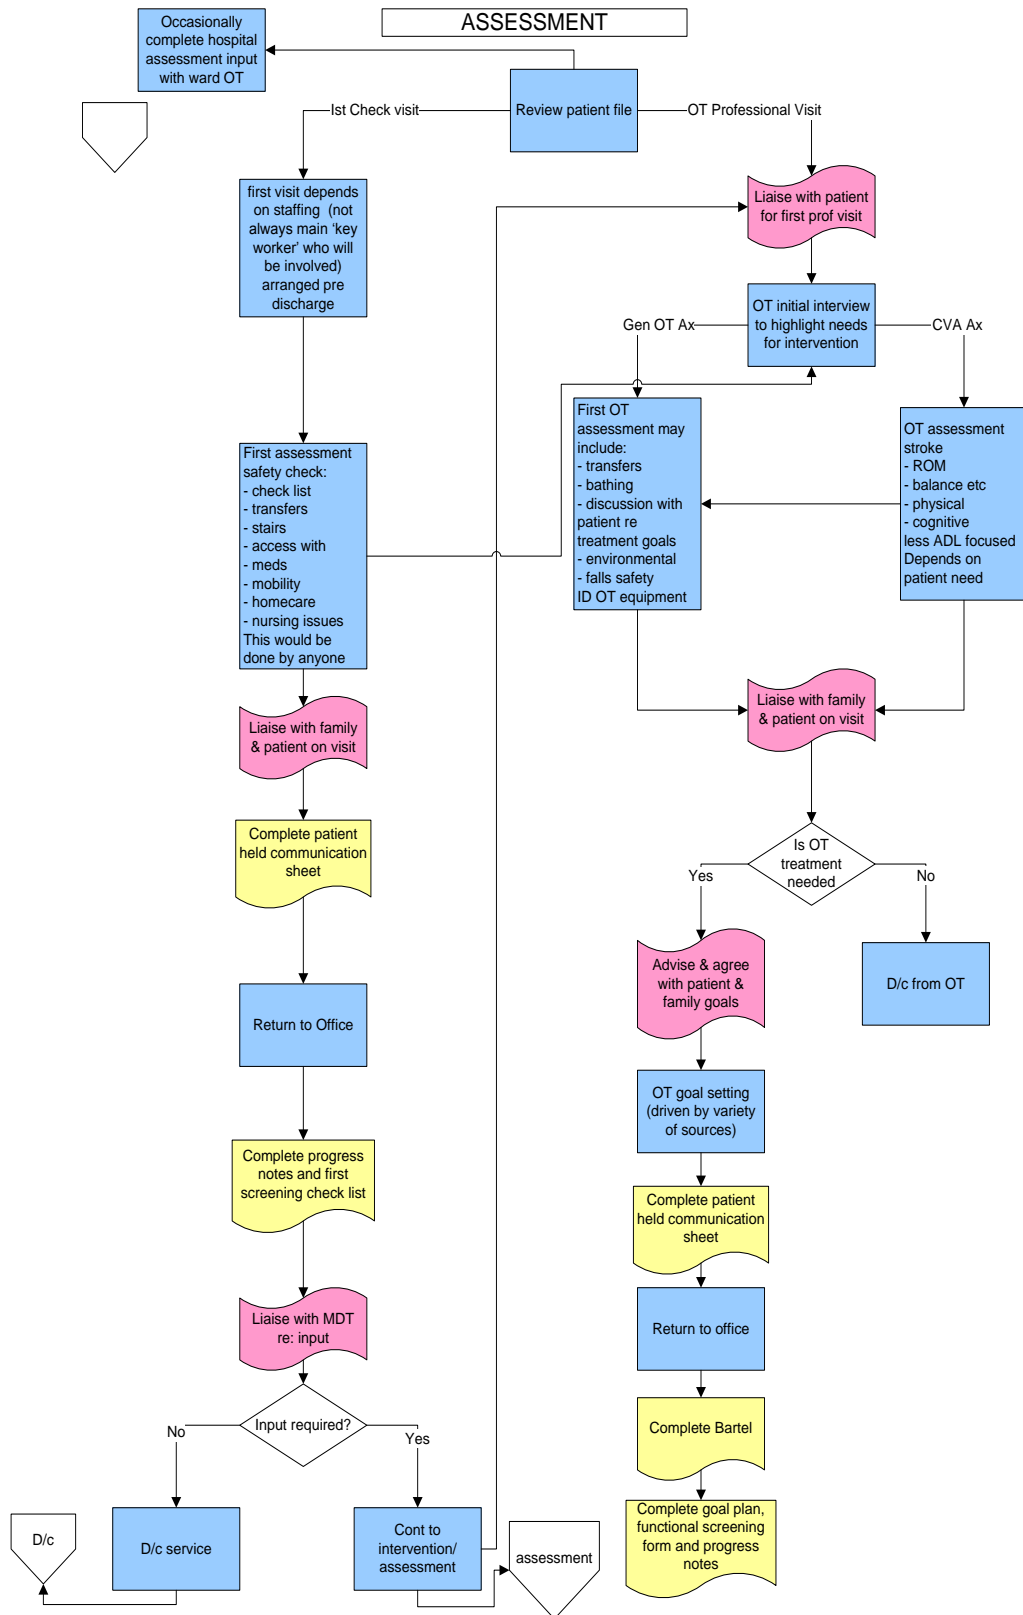 ASSESSMENT
Occasionally
complete hospital
assessment input
with ward OT
Review patient file
Ist Check visit
OT Professional Visit
first visit depends
on staffing (not
always main ‘key
worker’ who will
be involved)
arranged pre
discharge
Liaise with patient
for first prof visit
OT initial interview
to highlight needs
for intervention
Gen OT Ax
CVA Ax
First assessment
safety check:
- check list
- transfers
- stairs
- access with
- meds
- mobility
- homecare
- nursing issues
This would be
done by anyone
First OT
assessment may
include:
- transfers
- bathing
- discussion with
patient re
treatment goals
- environmental
- falls safety
ID OT equipment
OT assessment
stroke
- ROM
- balance etc
- physical
- cognitive
less ADL focused
Depends on
patient need
Liaise with family
& patient on visit
Liaise with family
& patient on visit
Complete patient
held communication
sheet
Is OT
treatment
needed
Yes
No
Advise & agree
with patient &
family goals
D/c from OT
Return to Office
OT goal setting
(driven by variety
of sources)
Complete progress
notes and first
screening check list
Complete patient
held communication
sheet
Liaise with MDT
re: input
Return to office
Input required?
No
Yes
Complete Bartel
D/c
D/c service
Cont to
intervention/
assessment
assessment
Complete goal plan,
functional screening
form and progress
notes